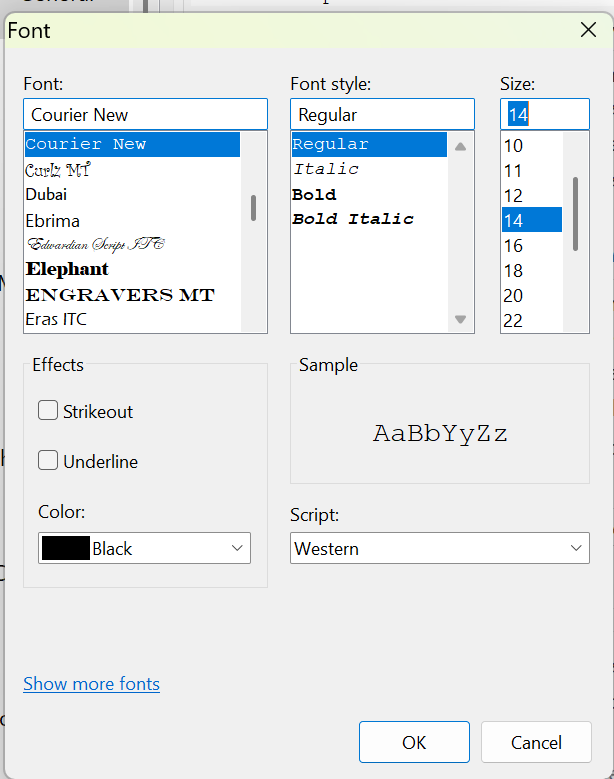 Font
Font: Font style: Size:
Courier New Regular 14
Courier New Regular 10
Curlz MT Italic 11
Dubai Bold 12
Ebrima Bold Italic 14
Edwardian Script ITC 16
Elephant 18
ENGRAVERS MT 20
Eras ITC 22
Effects Sample
Strikeout
AaBbYyZz
Underline
Color: Script:
Black Western
Show more fonts
OK Cancel